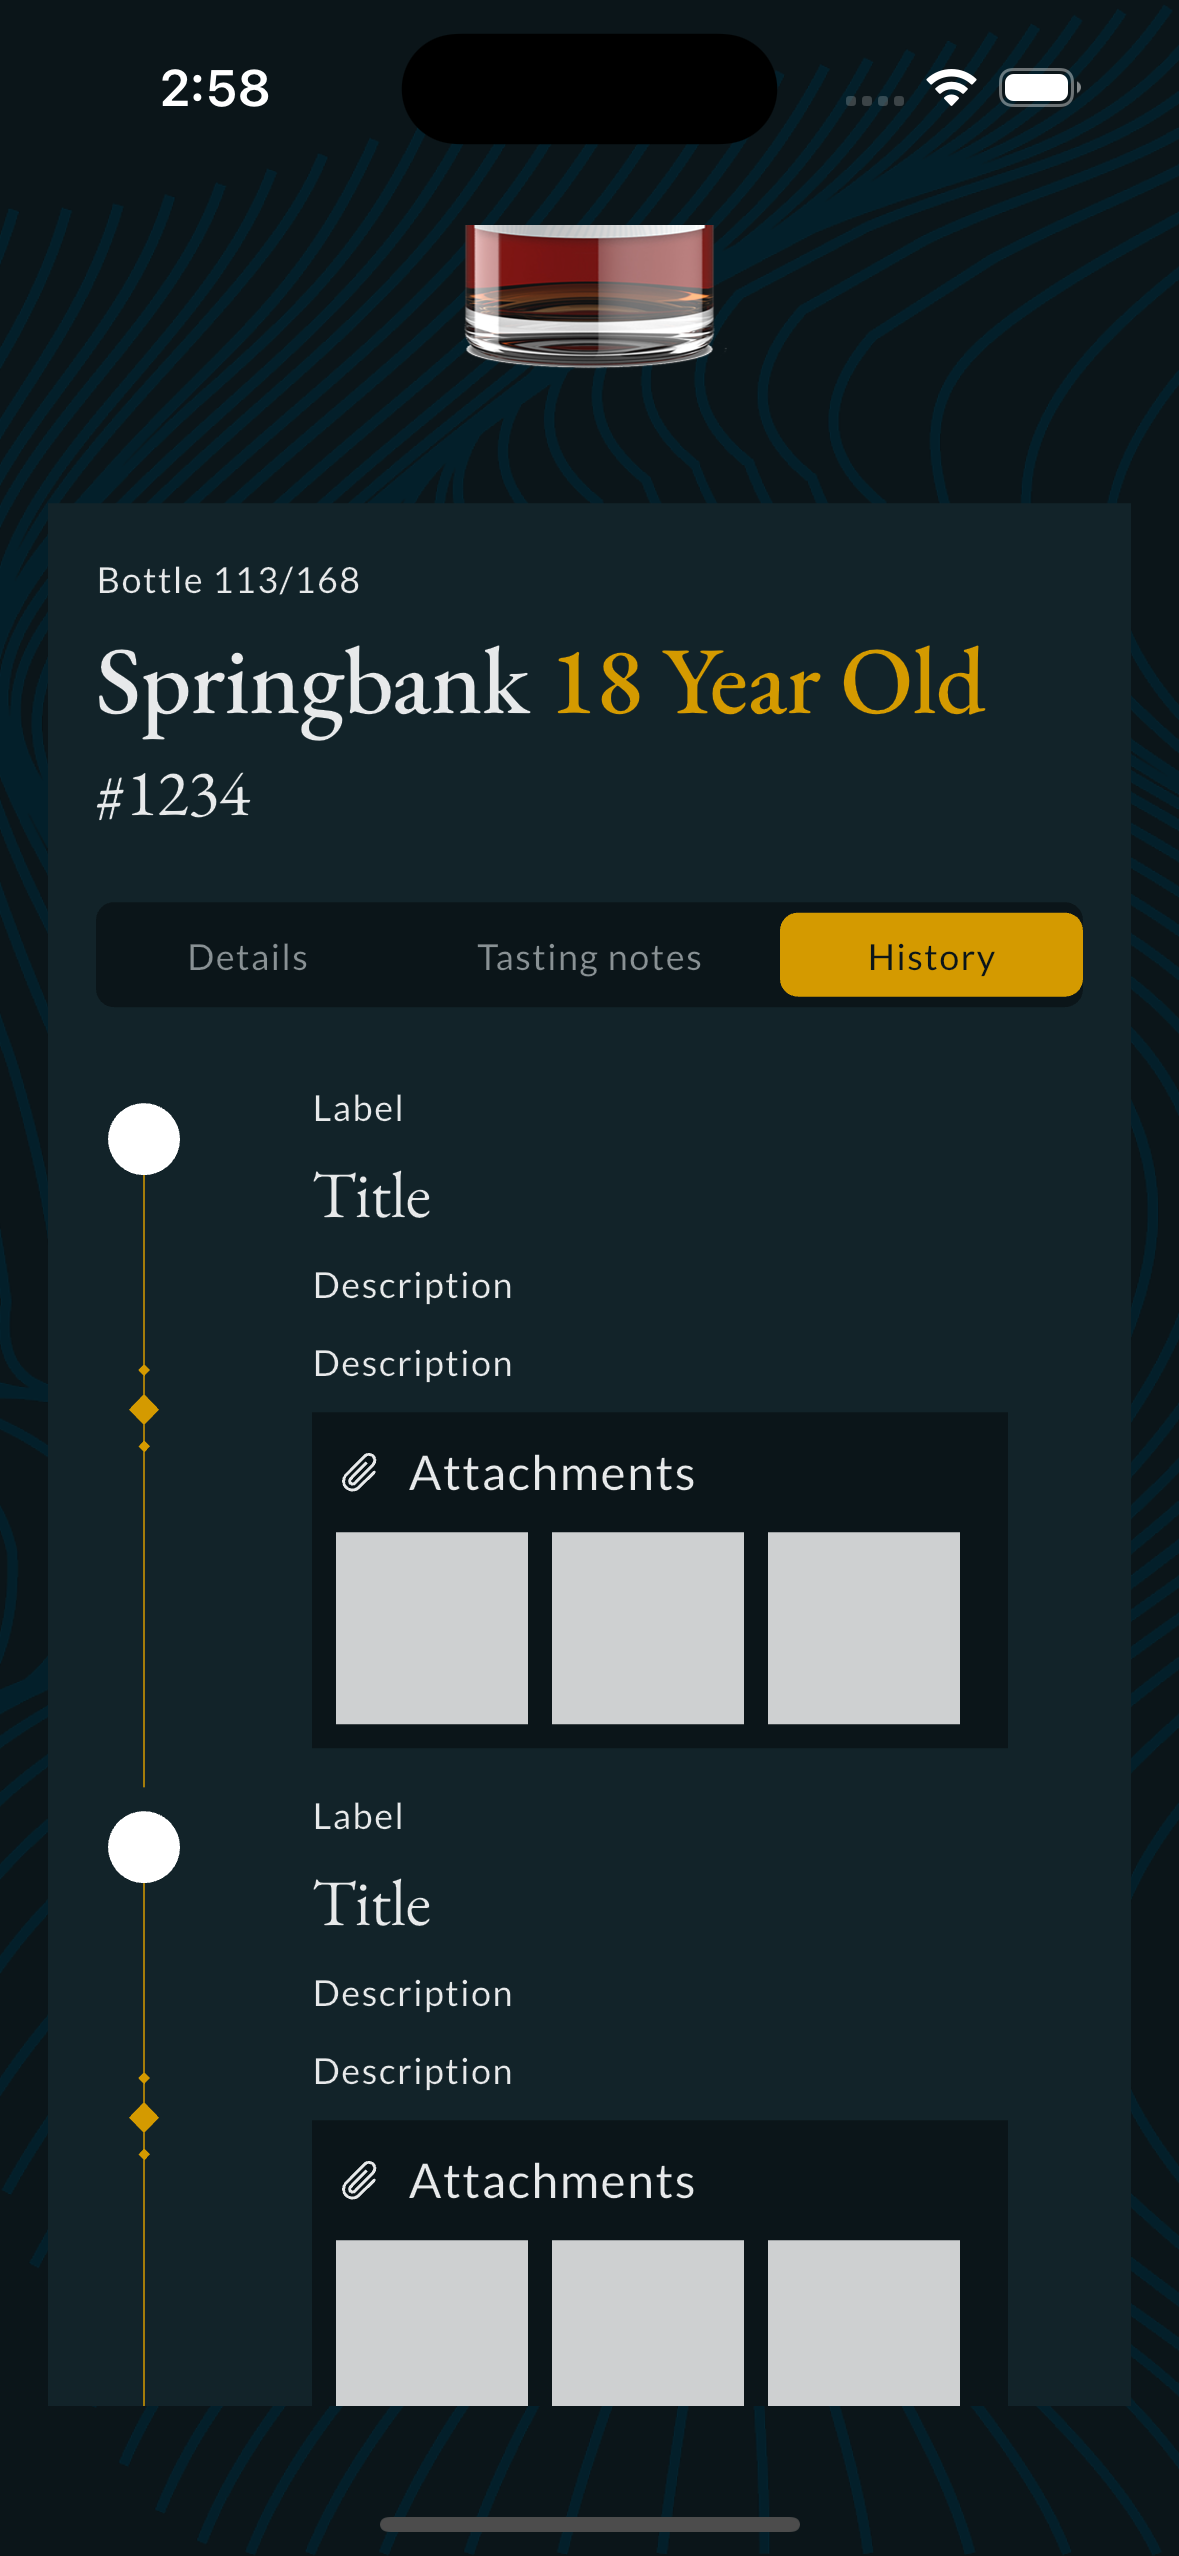 2:58
Bottle 113/168
Springbank 18 Year Old
#1234
Details Tasting notes History
Label
Title
Description
Description
Attachments
Label
Title
Description
Description
Attachments